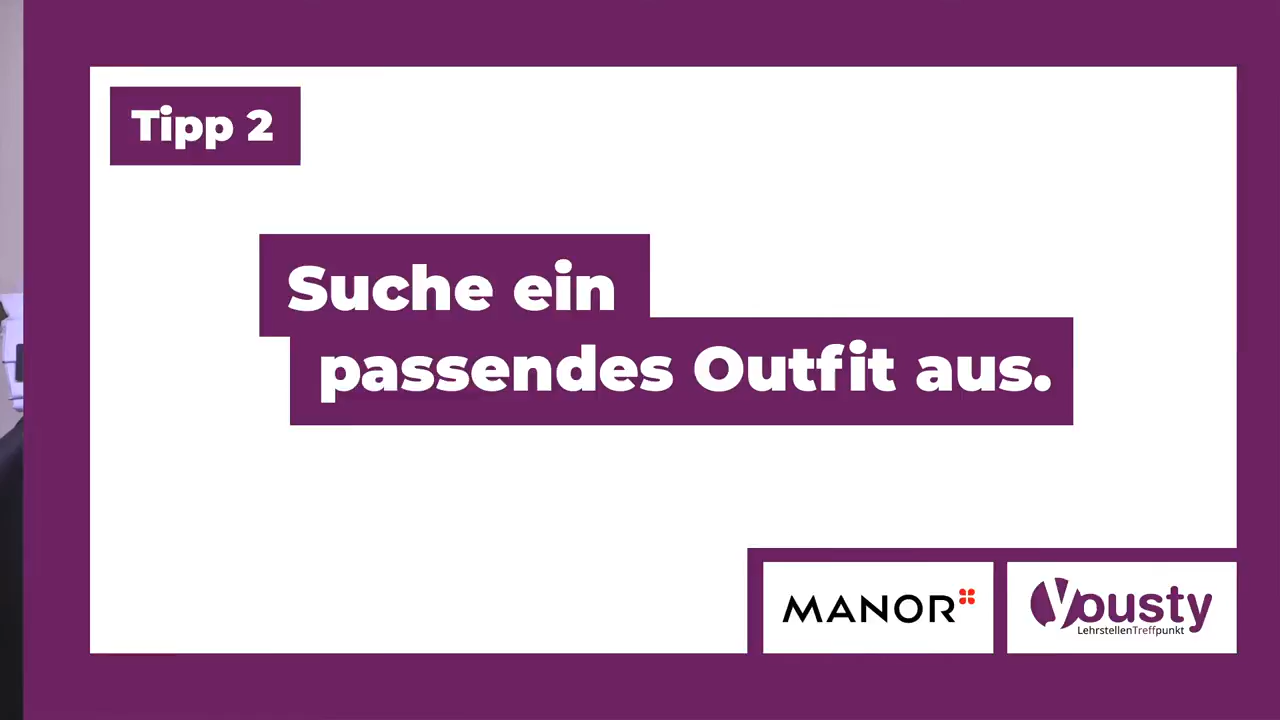 Tipp 2
Suche ein
passendes Outfit aus.
MANOR
Yousty
LehrstellenTreffpunkt